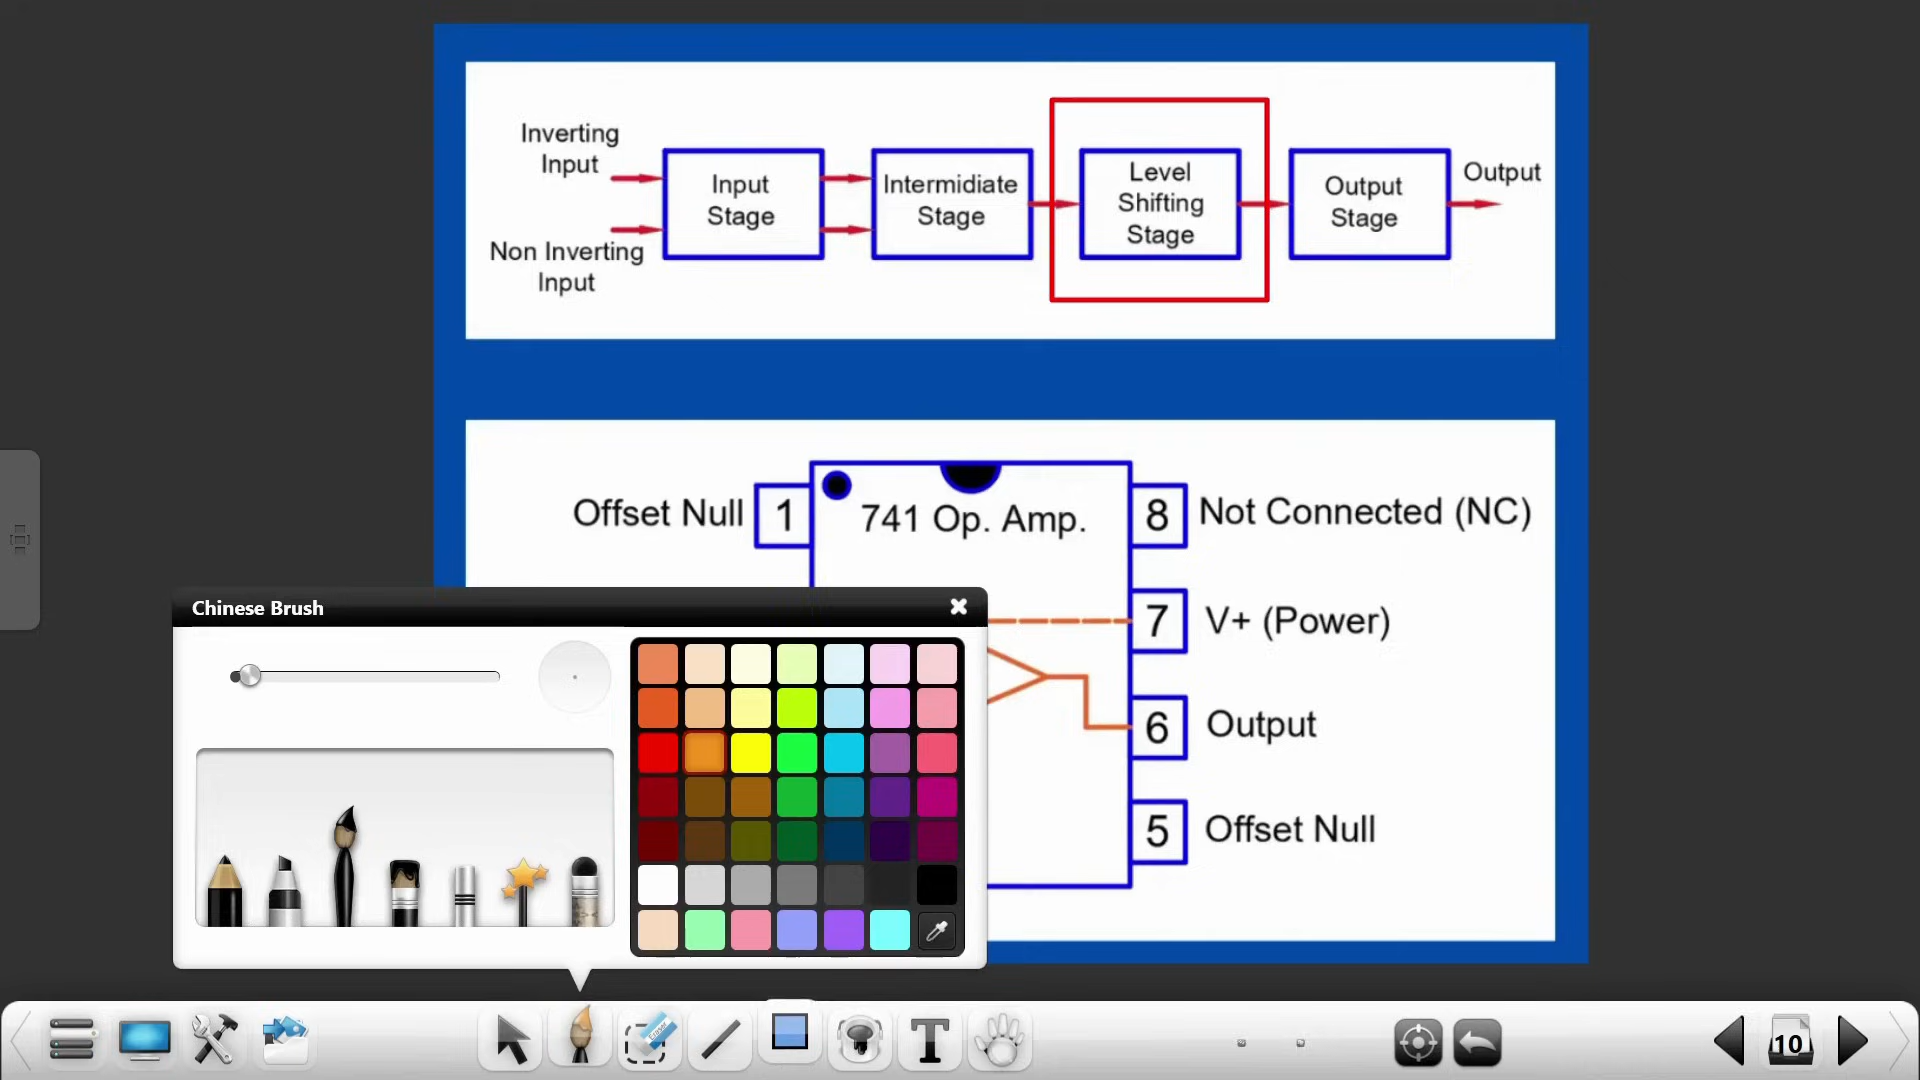 Inverting
Input
Non Inverting
Input
Input
Stage
Intermidiate
Stage
Level
Shifting
Stage
Output
Stage
Output
Offset Null
1
741 Op. Amp.
8
Not Connected (NC)
7
V+ (Power)
6
Output
5
Offset Null
Chinese Brush
T
10